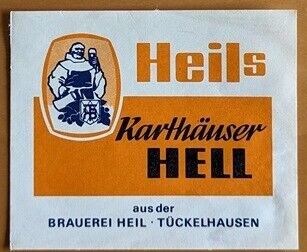 Heils
Karthäuser
HELL
aus der
BRAUEREI HEIL · TÜCKELHAUSEN